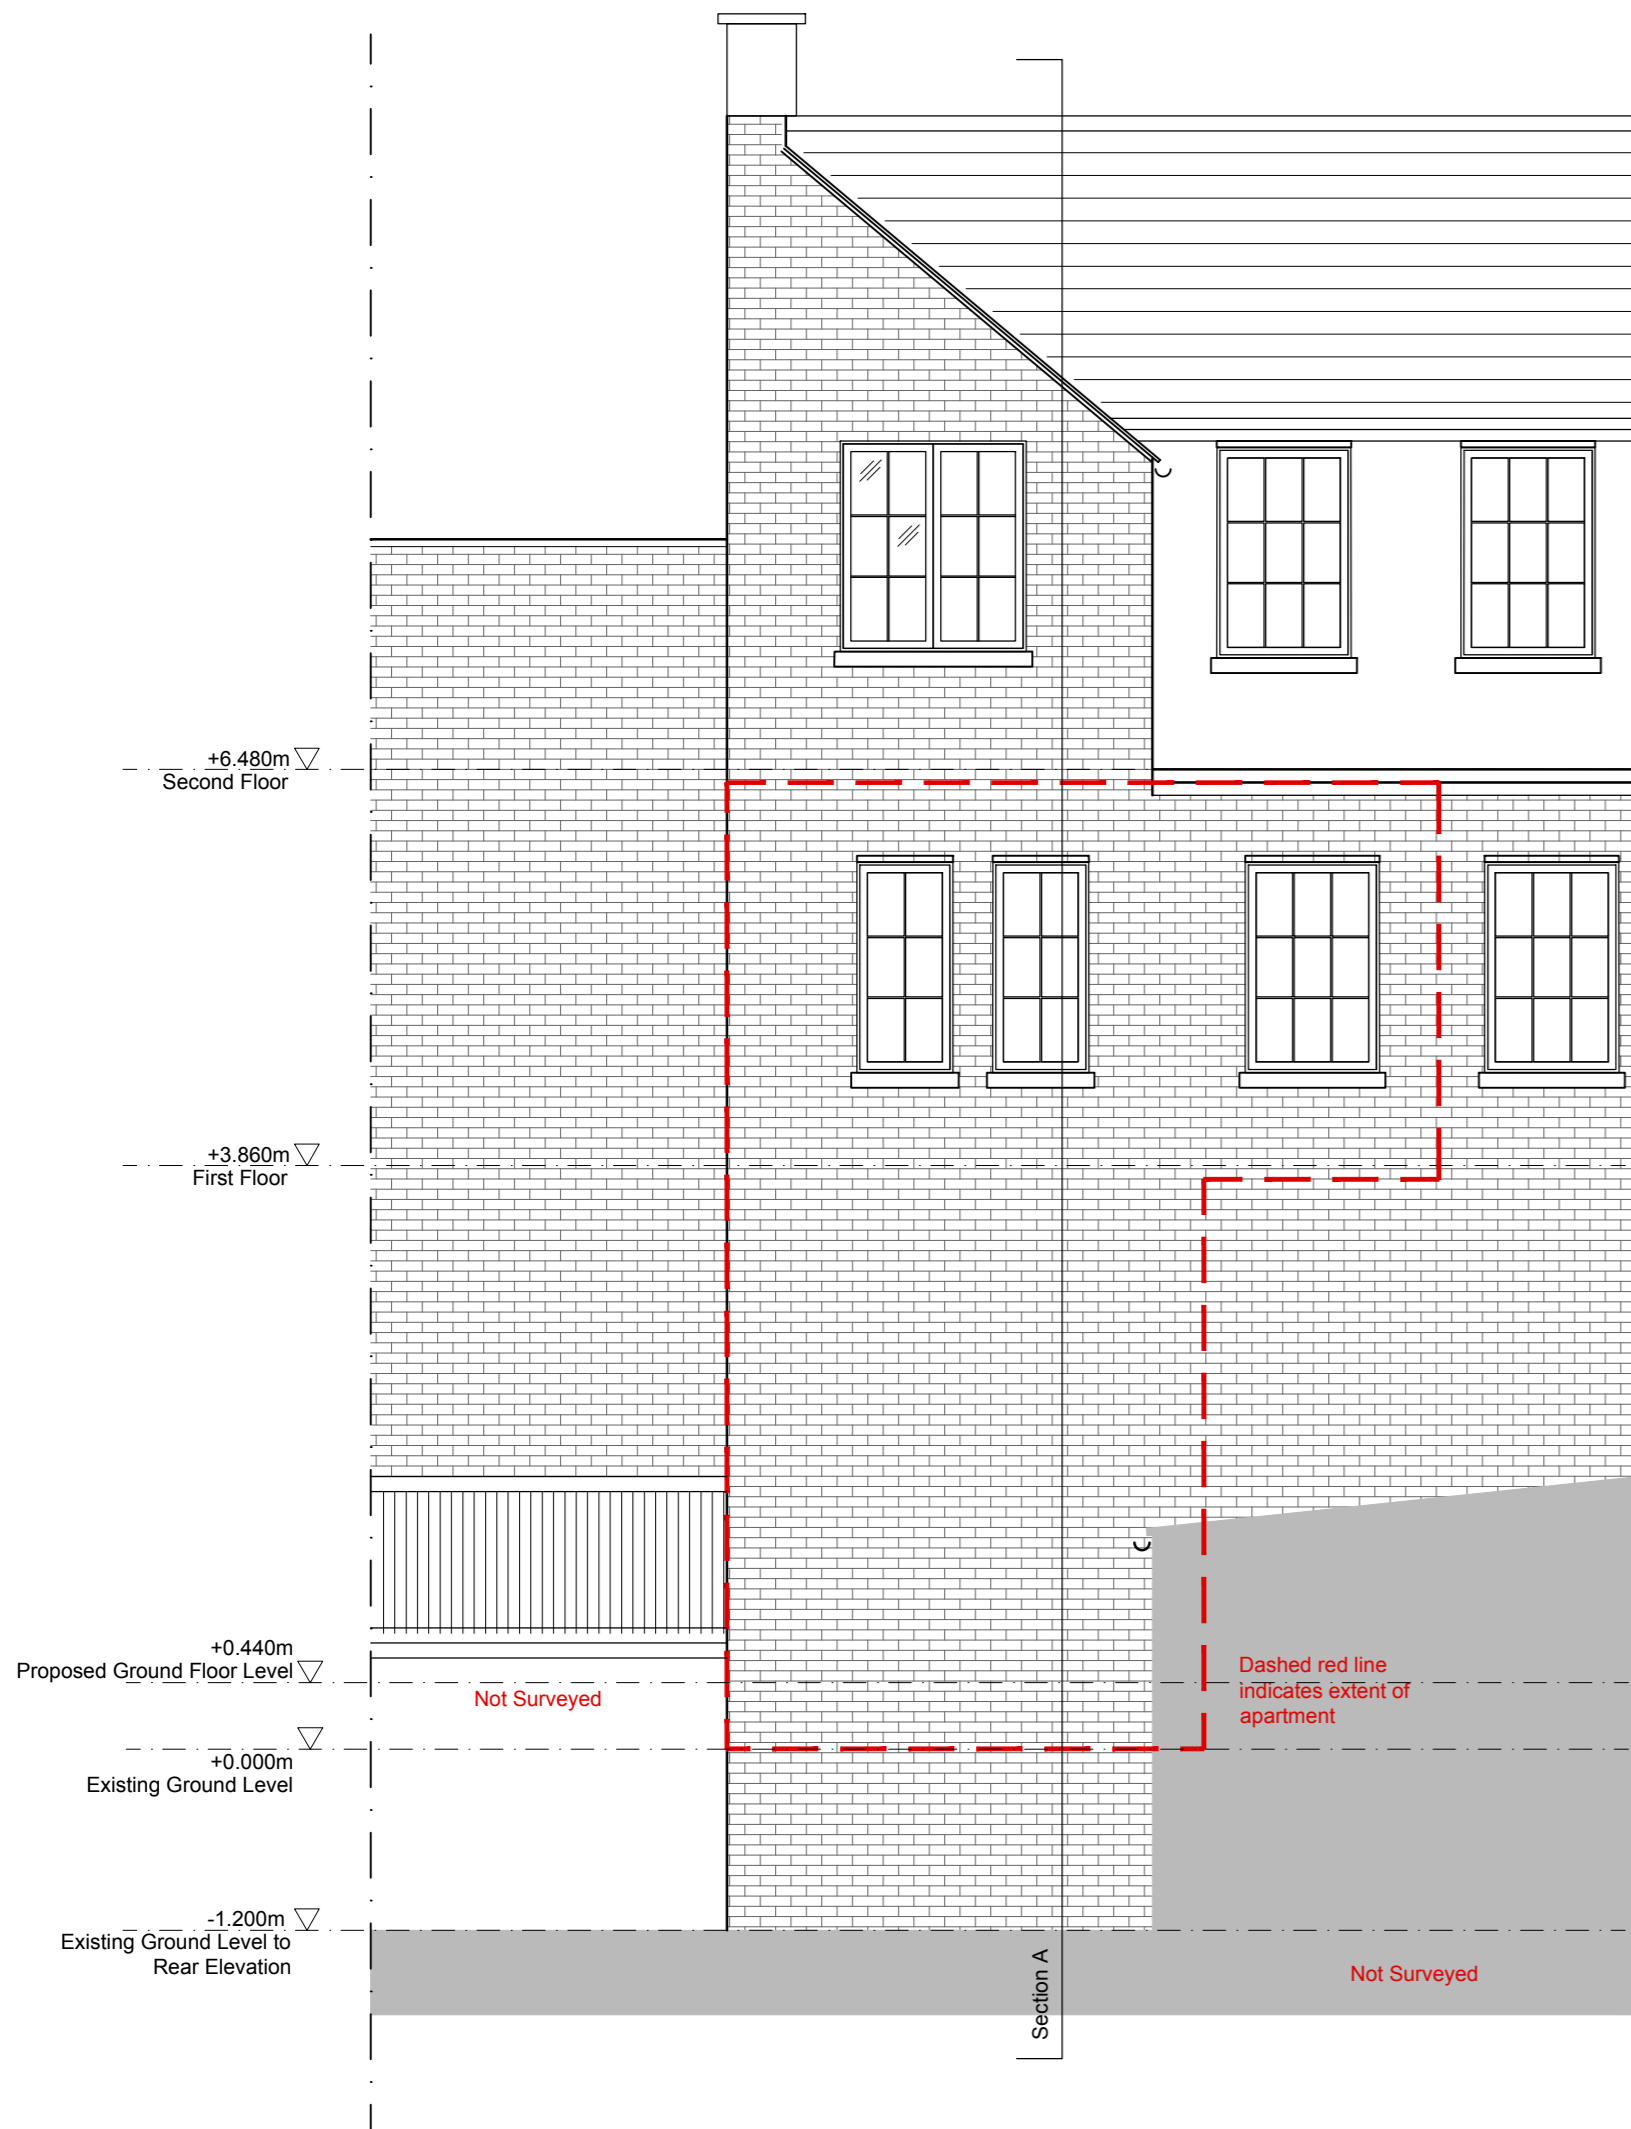 +6.480m
Second Floor
+3.860m
First Floor
+0.440m
Proposed Ground Floor Level
Not Surveyed
Dashed red line
indicates extent of
apartment
+0.000m
Existing Ground Level
-1.200m
Existing Ground Level to
Rear Elevation
Section A
Not Surveyed